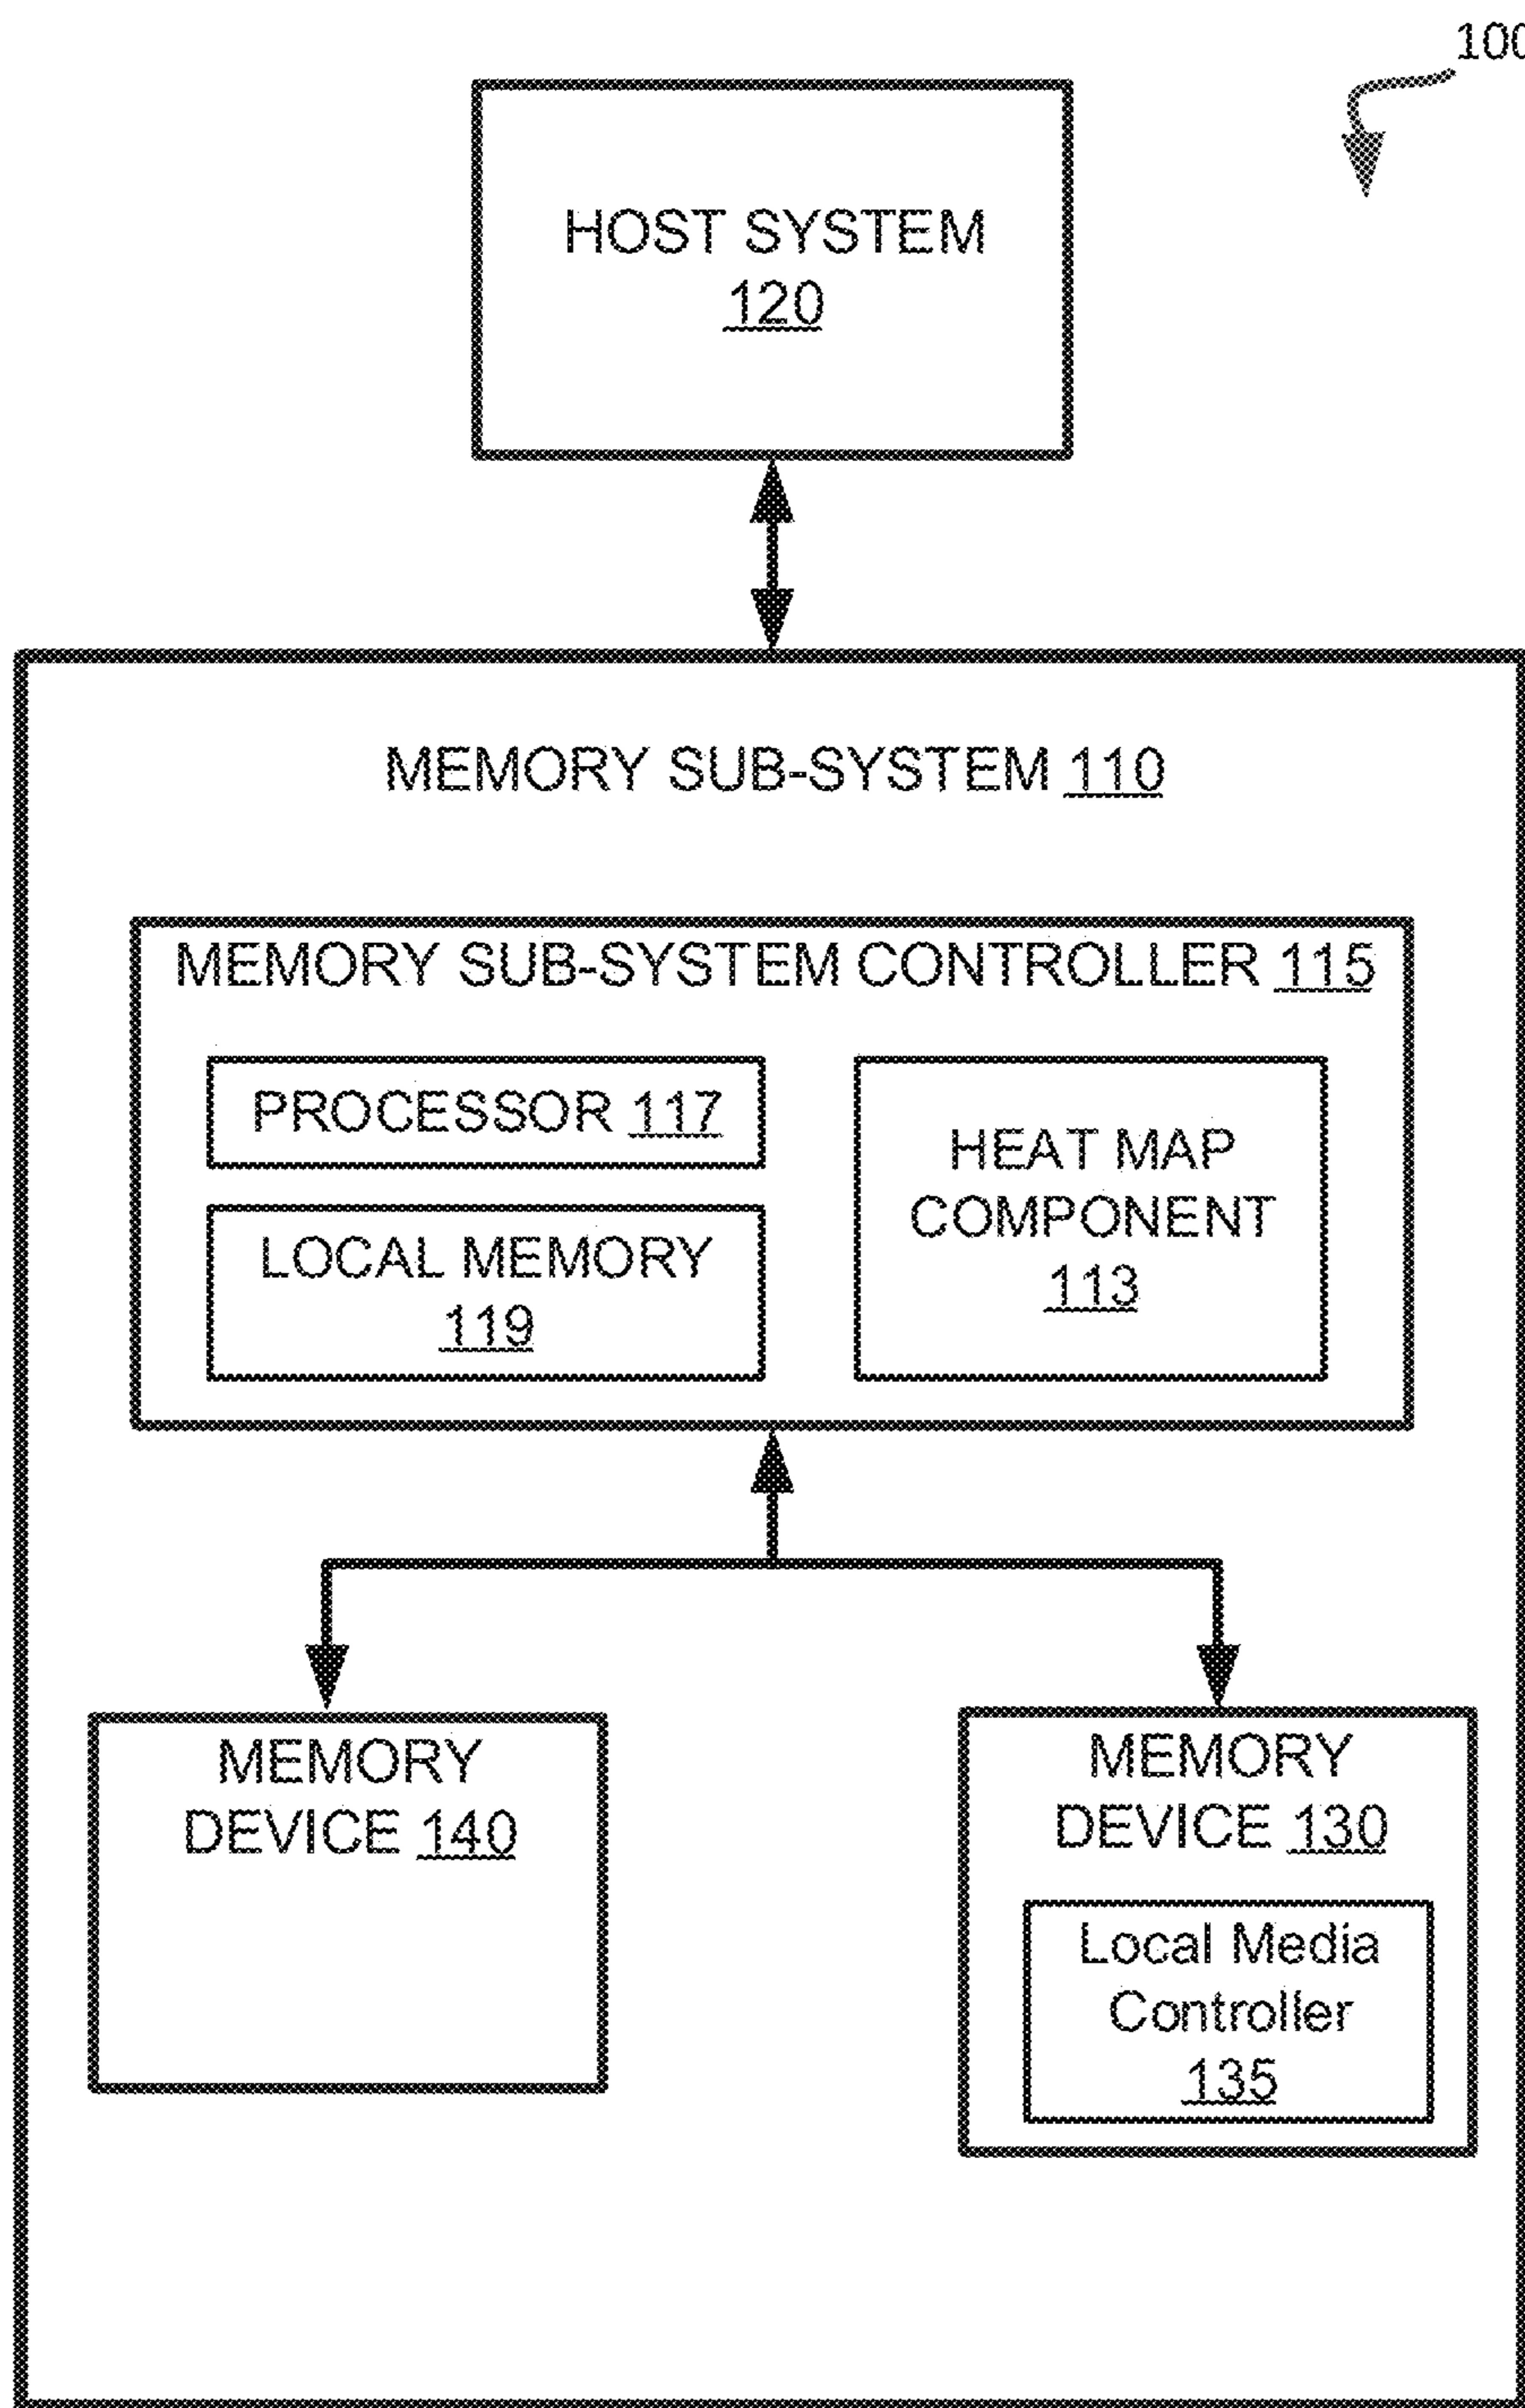 100
HOST SYSTEM
120
MEMORY SUB-SYSTEM 110
MEMORY SUB-SYSTEM CONTROLLER 115
PROCESSOR 117
LOCAL MEMORY
119
HEAT MAP
COMPONENT
113
MEMORY
DEVICE 140
MEMORY
DEVICE 130
Local Media
Controller
135